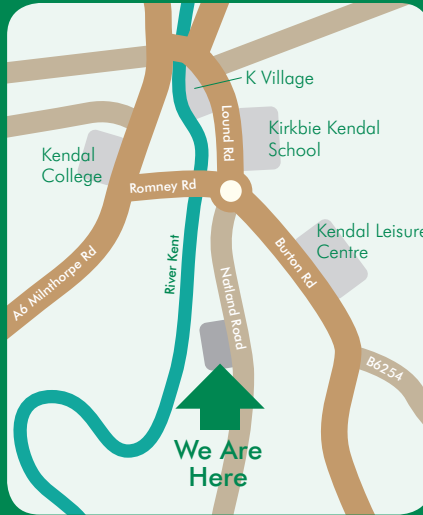 K Village
Lound Rd
Kirkbie Kendal
School
Kendal
College
Romney Rd
Kendal Leisure
Centre
A6 Milnthorpe Rd
River Kent
Natland Road
Burton Rd
B6254
We Are
Here